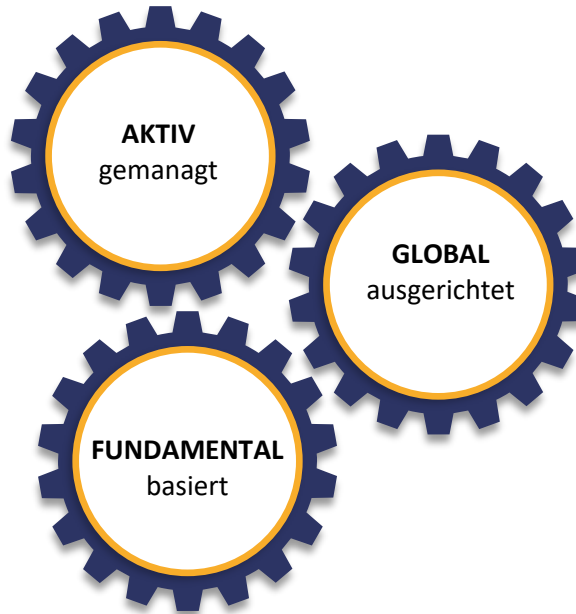 AKTIV
gemanagt
GLOBAL
ausgerichtet
FUNDAMENTAL
basiert